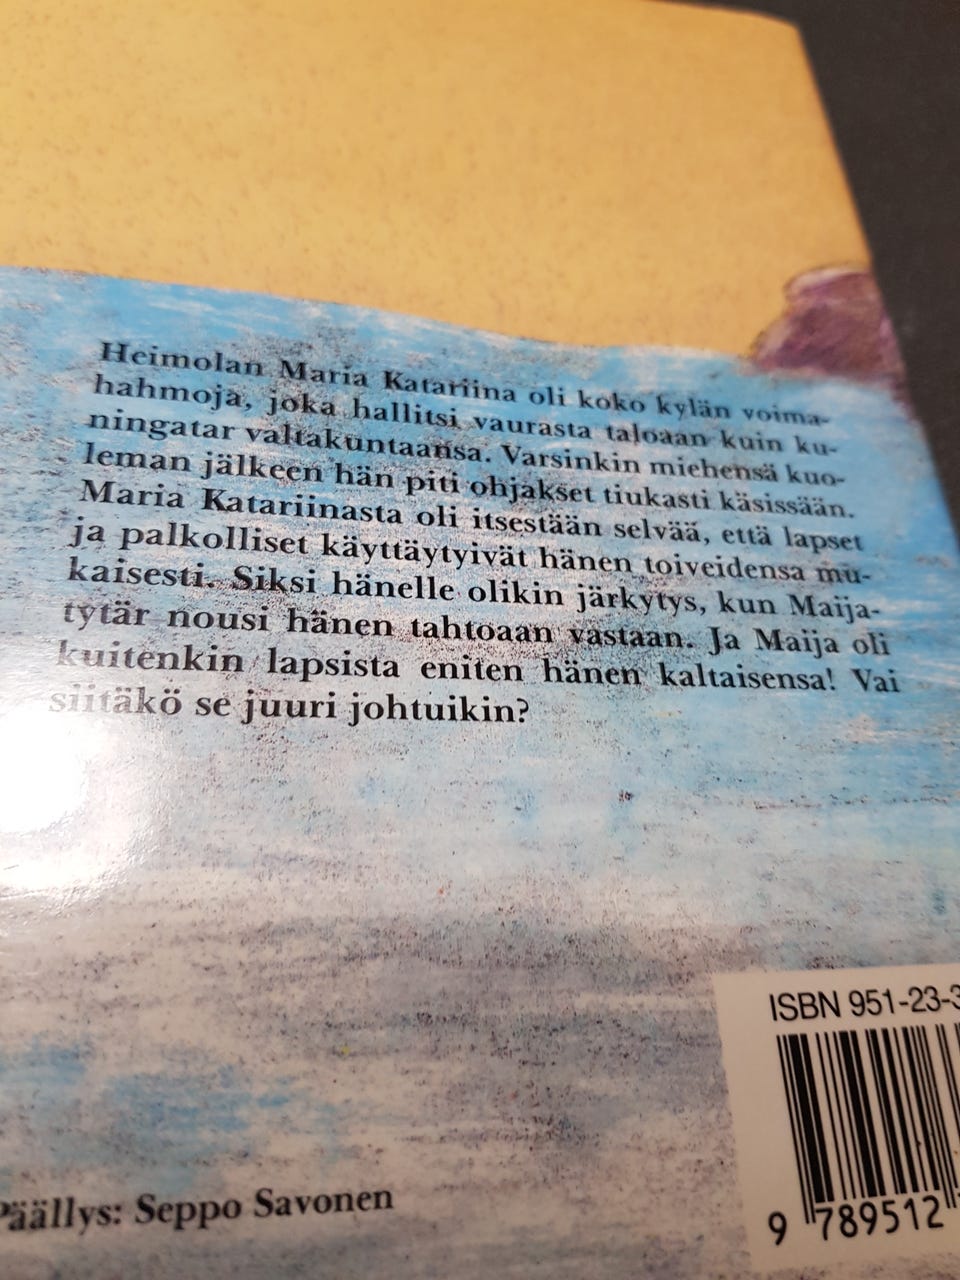 Heimolan Maria Katariina oli koko kylän voima-
hahmoja, joka hallitsi vaurasta taloaan kuin ku-
ningatar valtakuntaansa. Varsinkin miehensä kuo-
leman jälkeen hän piti ohjakset tiukasti käsissään.
Maria Katariinasta oli itsestään selvää, että lapset
ja palkolliset käyttäytyivät hänen toiveidensa mu-
kaisesti. Siksi hänelle olikin järkytys, kun Maija-
tytär nousi hänen tahtoaan vastaan. Ja Maija oli
kuitenkin lapsista eniten hänen kaltaisensa! Vai
siitäkö se juuri johtuikin?
ISBN 951-23-3
9 789512
Päällys: Seppo Savonen